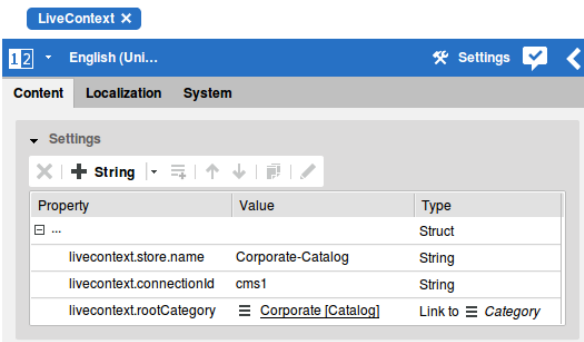 LiveContext ×
12 English (Uni... Settings
Content Localization System
Settings
String
Property Value Type
... Struct
livecontext.store.name Corporate-Catalog String
livecontext.connectionId cms1 String
livecontext.rootCategory Corporate [Catalog] Link to Category